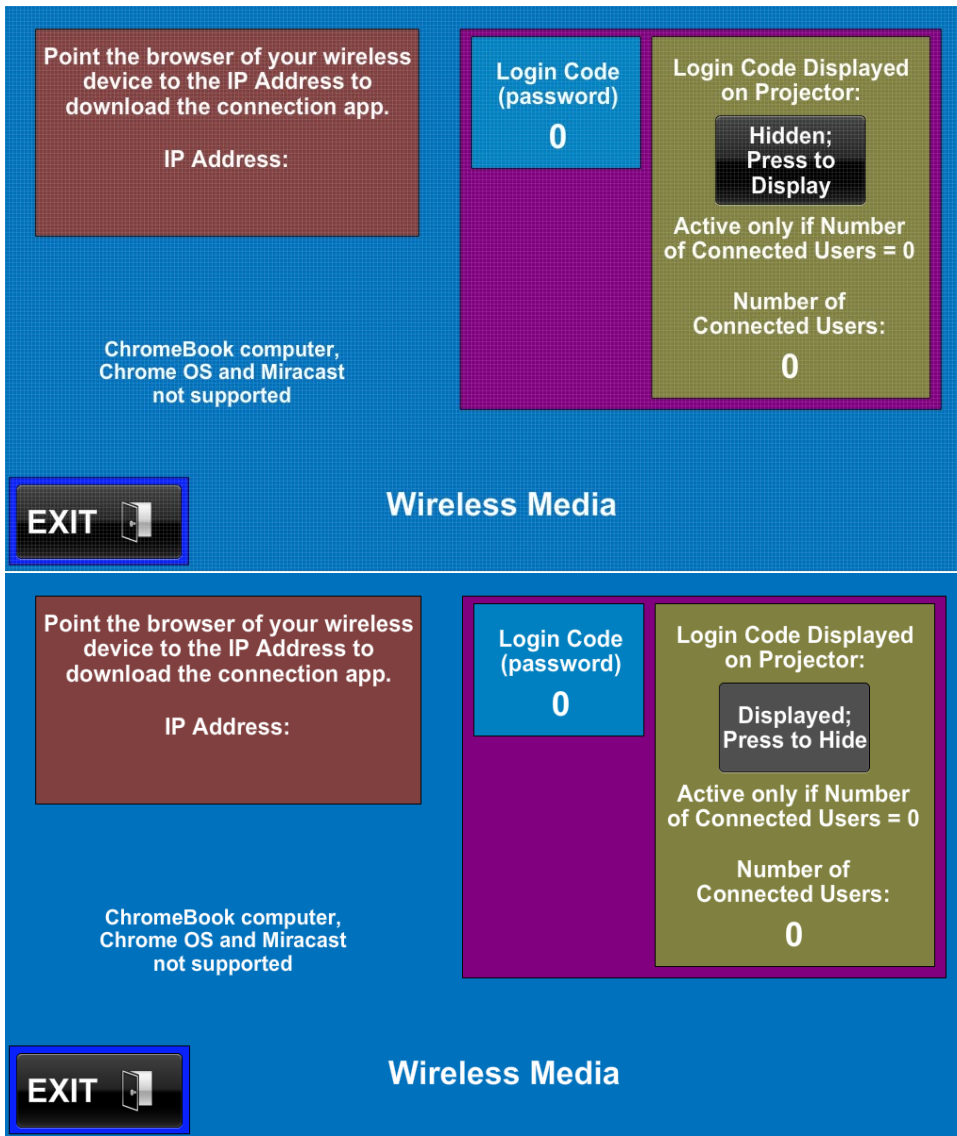 Point the browser of your wireless
device to the IP Address to
download the connection app.
IP Address:
ChromeBook computer,
Chrome OS and Miracast
not supported
Login Code
(password)
0
Login Code Displayed
on Projector:
Hidden;
Press to
Display
Active only if Number
of Connected Users = 0
Number of
Connected Users:
0
EXIT
Wireless Media
Point the browser of your wireless
device to the IP Address to
download the connection app.
IP Address:
ChromeBook computer,
Chrome OS and Miracast
not supported
Login Code
(password)
0
Login Code Displayed
on Projector:
Displayed;
Press to Hide
Active only if Number
of Connected Users = 0
Number of
Connected Users:
0
EXIT
Wireless Media